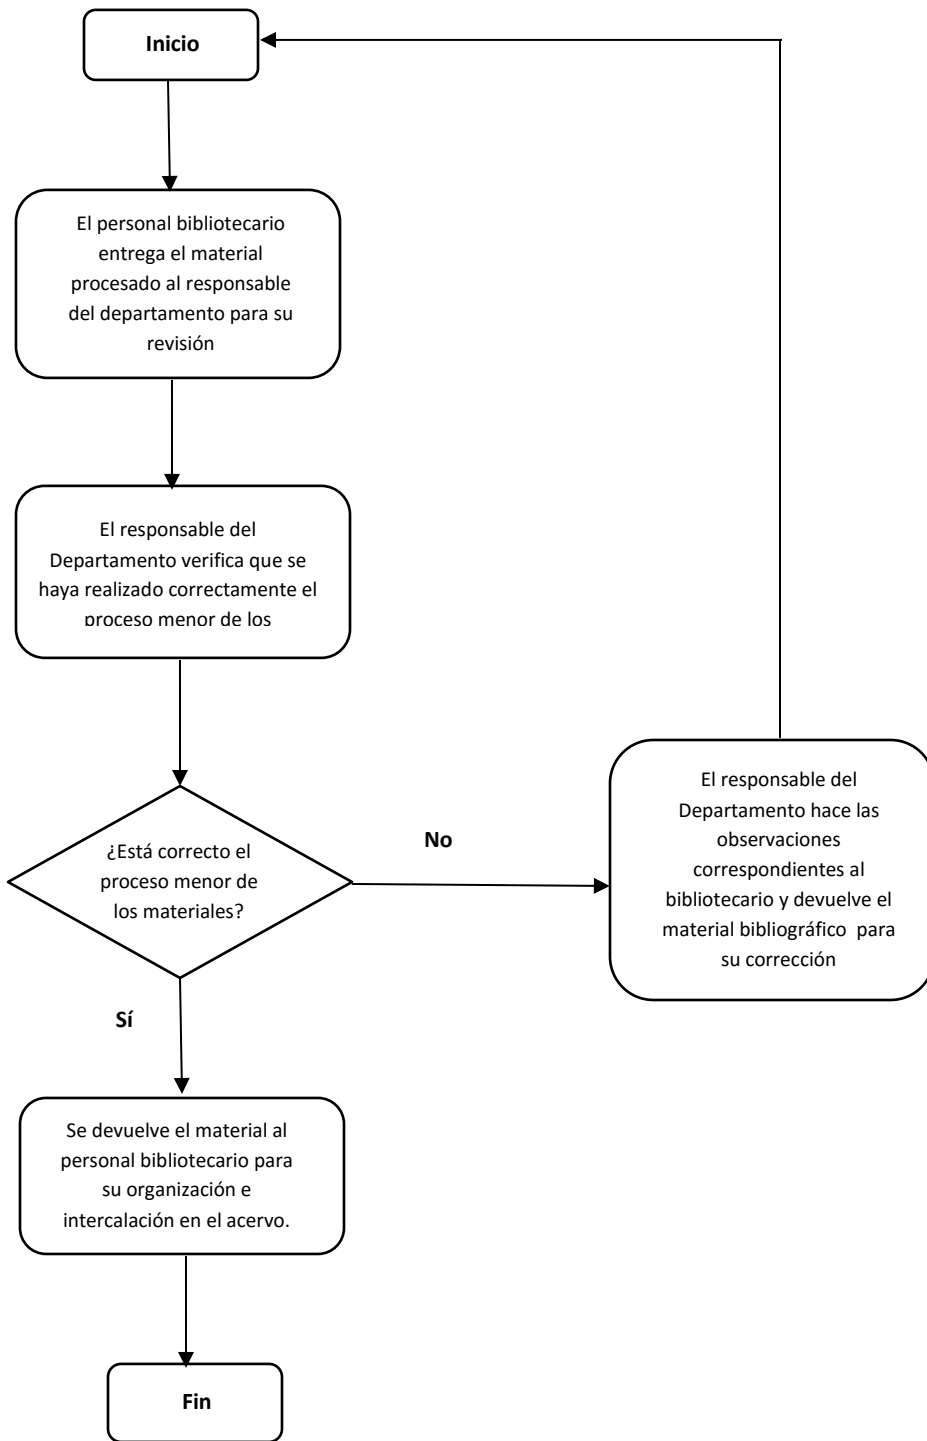 Inicio
El personal bibliotecario
entrega el material
procesado al responsable
del departamento para su
revisión
El responsable del
Departamento verifica que se
haya realizado correctamente el
proceso menor de los
¿Está correcto el
proceso menor de
los materiales?
No
El responsable del
Departamento hace las
observaciones
correspondientes al
bibliotecario y devuelve el
material bibliográfico para
su corrección
Sí
Se devuelve el material al
personal bibliotecario para
su organización e
intercalación en el acervo.
Fin